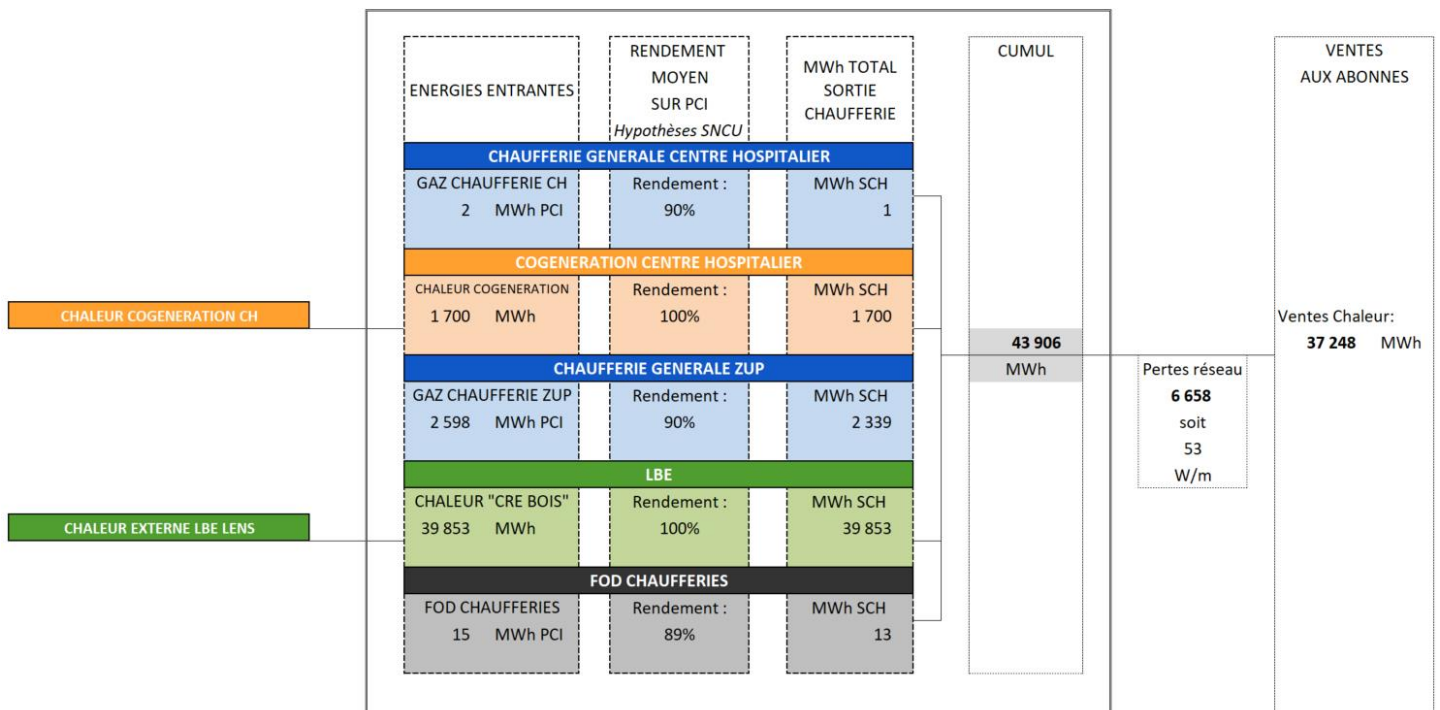 ENERGIES ENTRANTES
RENDEMENT
MOYEN
SUR PCI
Hypothèses SNCU
MWh TOTAL
SORTIE
CHAUFFERIE
CUMUL
VENTES
AUX ABONNES
CHAUFFERIE GENERALE CENTRE HOSPITALIER
GAZ CHAUFFERIE CH Rendement : MWh SCH
2 MWh PCI 90% 1
COGENERATION CENTRE HOSPITALIER
CHALEUR COGENERATION Rendement : MWh SCH
1 700 MWh 100% 1 700
CHALEUR COGENERATION CH
CHAUFFERIE GENERALE ZUP
GAZ CHAUFFERIE ZUP Rendement : MWh SCH
2 598 MWh PCI 90% 2 339
LBE
CHALEUR "CRE BOIS" Rendement : MWh SCH
39 853 MWh 100% 39 853
CHALEUR EXTERNE LBE LENS
FOD CHAUFFERIES
FOD CHAUFFERIES Rendement : MWh SCH
15 MWh PCI 89% 13
43 906
MWh
Pertes réseau
6 658
soit
53
W/m
Ventes Chaleur:
37 248 MWh